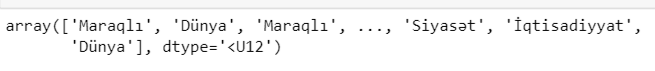 array(['Maraqlı', 'Dünya', 'Maraqlı', ..., 'Siyasət', 'İqtisadiyyat',
'Dünya'], dtype='<U12')